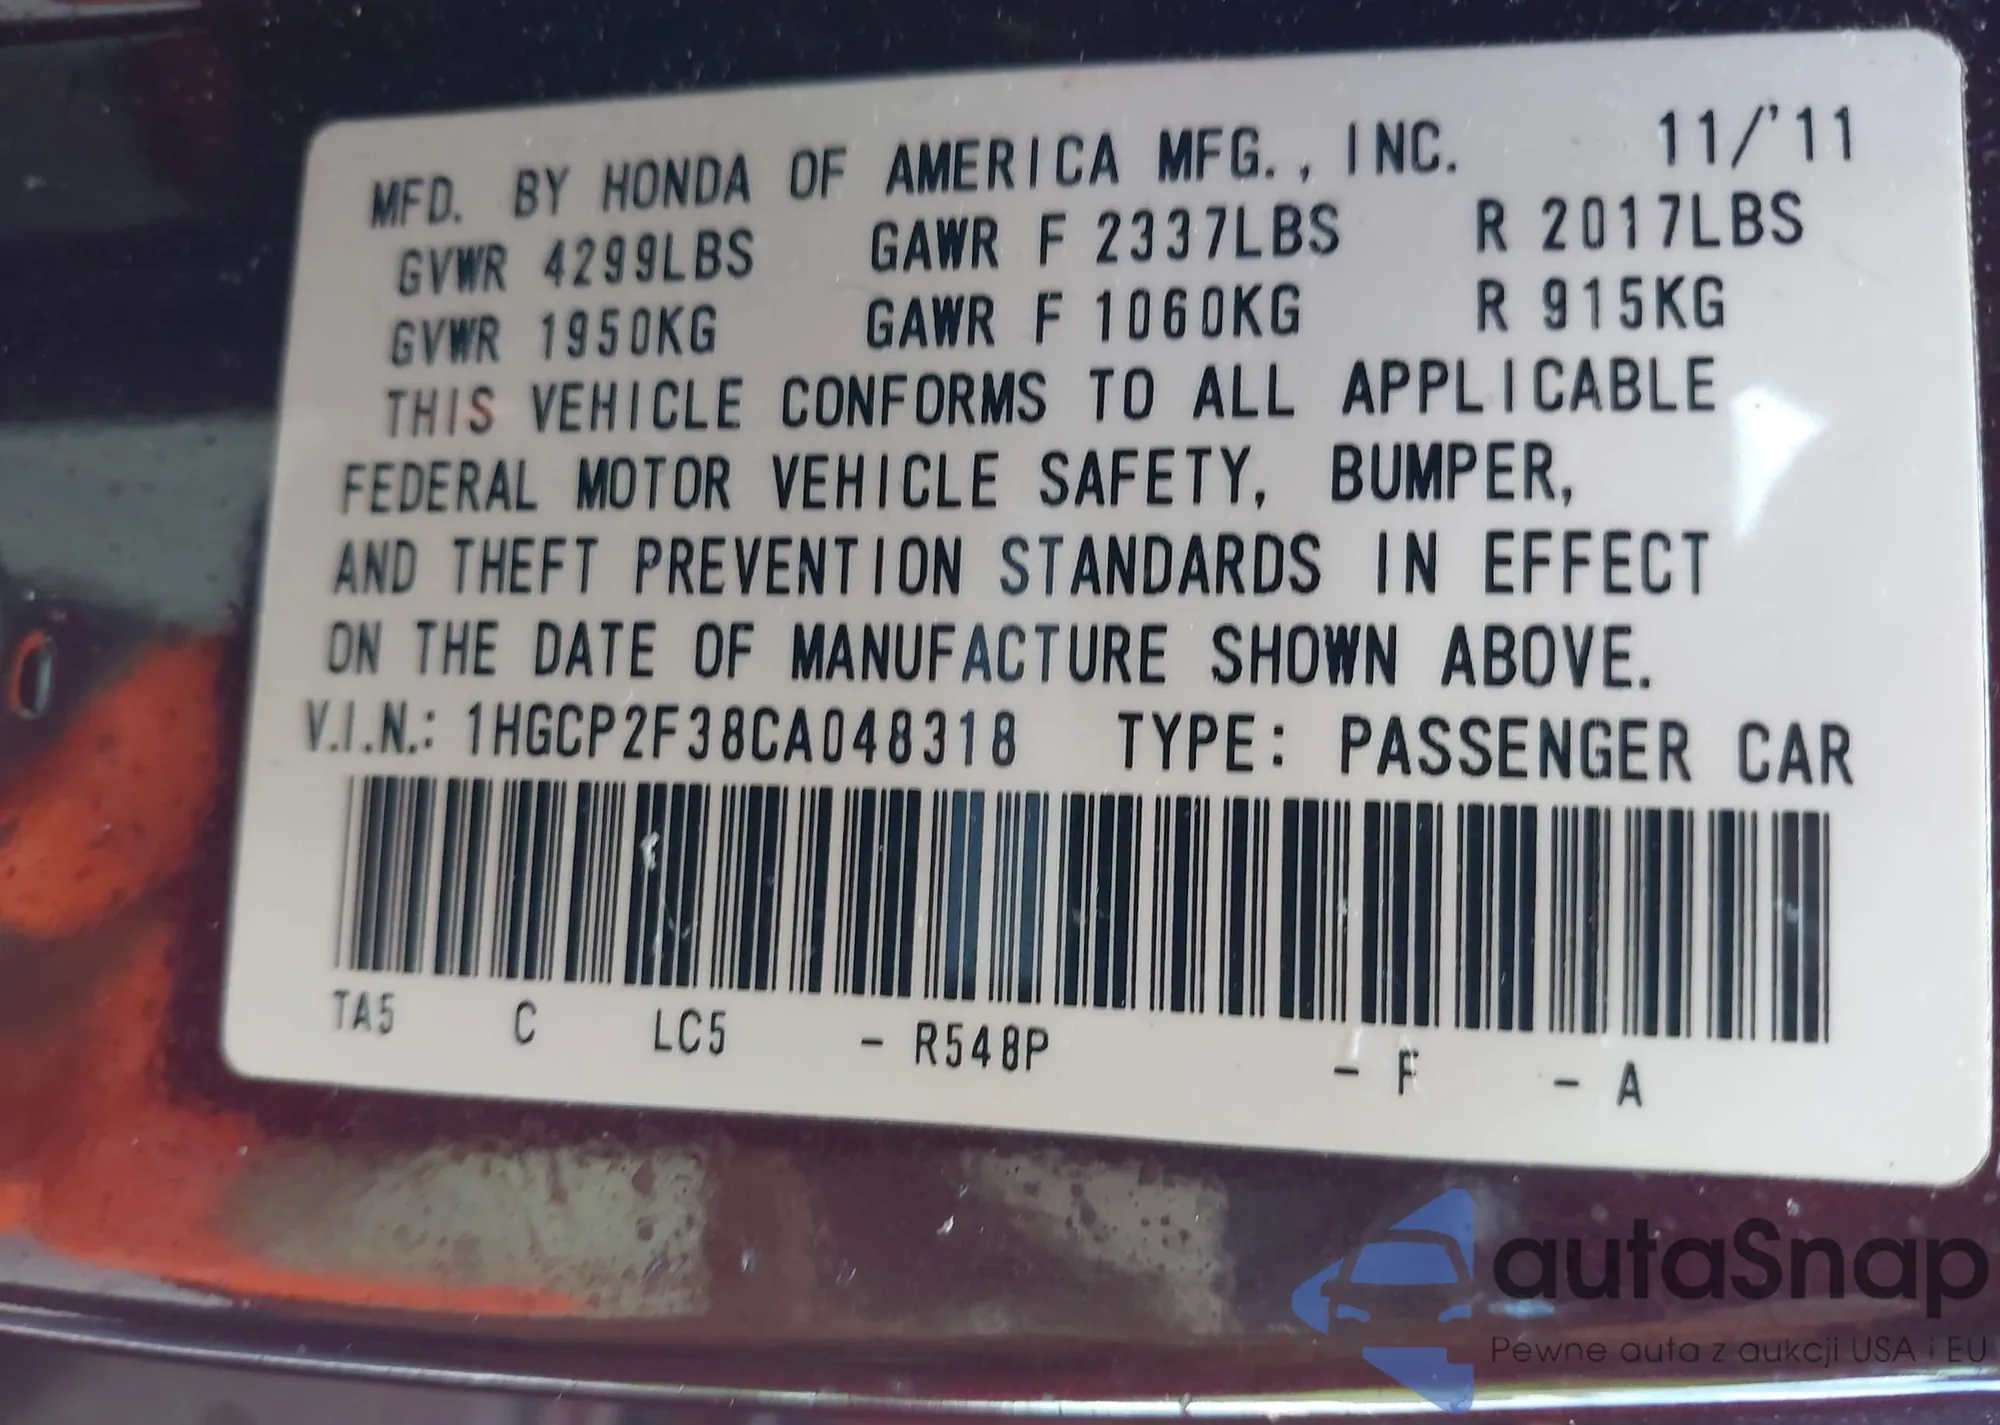 MFD. BY HONDA OF AMERICA MFG., INC. 11/'11
GVWR 4299LBS GAWR F 2337LBS R 2017LBS
GVWR 1950KG GAWR F 1060KG R 915KG
THIS VEHICLE CONFORMS TO ALL APPLICABLE
FEDERAL MOTOR VEHICLE SAFETY, BUMPER,
AND THEFT PREVENTION STANDARDS IN EFFECT
ON THE DATE OF MANUFACTURE SHOWN ABOVE.
V.I.N.: 1HGCP2F38CA048318 TYPE: PASSENGER CAR
TA5 C LC5 - R548P - F - A
autaSnap
Pewne auta z aukcji USA i EU